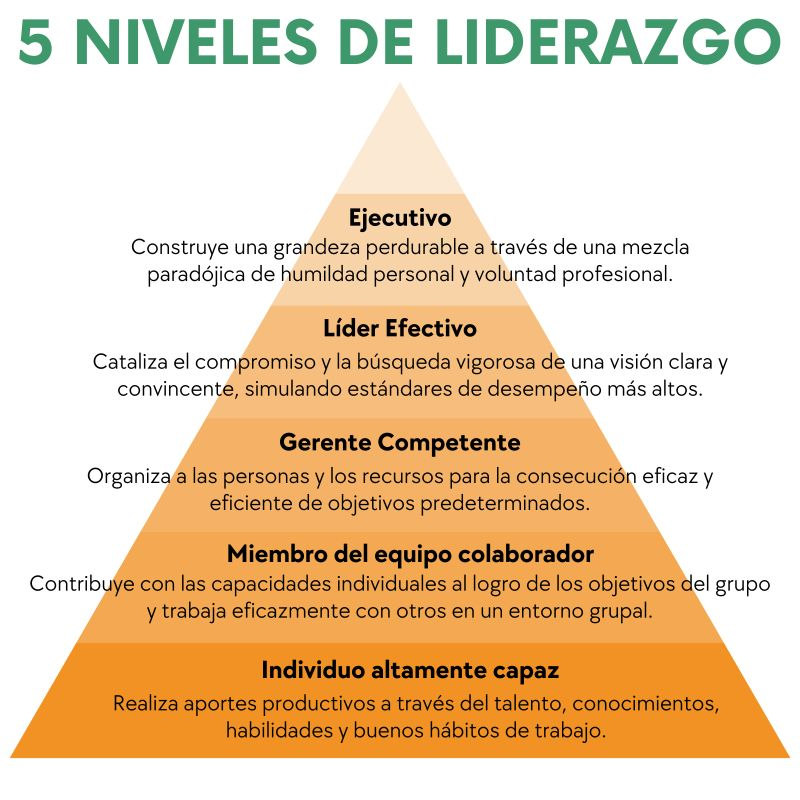 5 NIVELES DE LIDERAZGO
Ejecutivo
Construye una grandeza perdurable a través de una mezcla
paradójica de humildad personal y voluntad profesional.
Líder Efectivo
Cataliza el compromiso y la búsqueda vigorosa de una visión clara y
convincente, simulando estándares de desempeño más altos.
Gerente Competente
Organiza a las personas y los recursos para la consecución eficaz y
eficiente de objetivos predeterminados.
Miembro del equipo colaborador
Contribuye con las capacidades individuales al logro de los objetivos del grupo
y trabaja eficazmente con otros en un entorno grupal.
Individuo altamente capaz
Realiza aportes productivos a través del talento, conocimientos,
habilidades y buenos hábitos de trabajo.